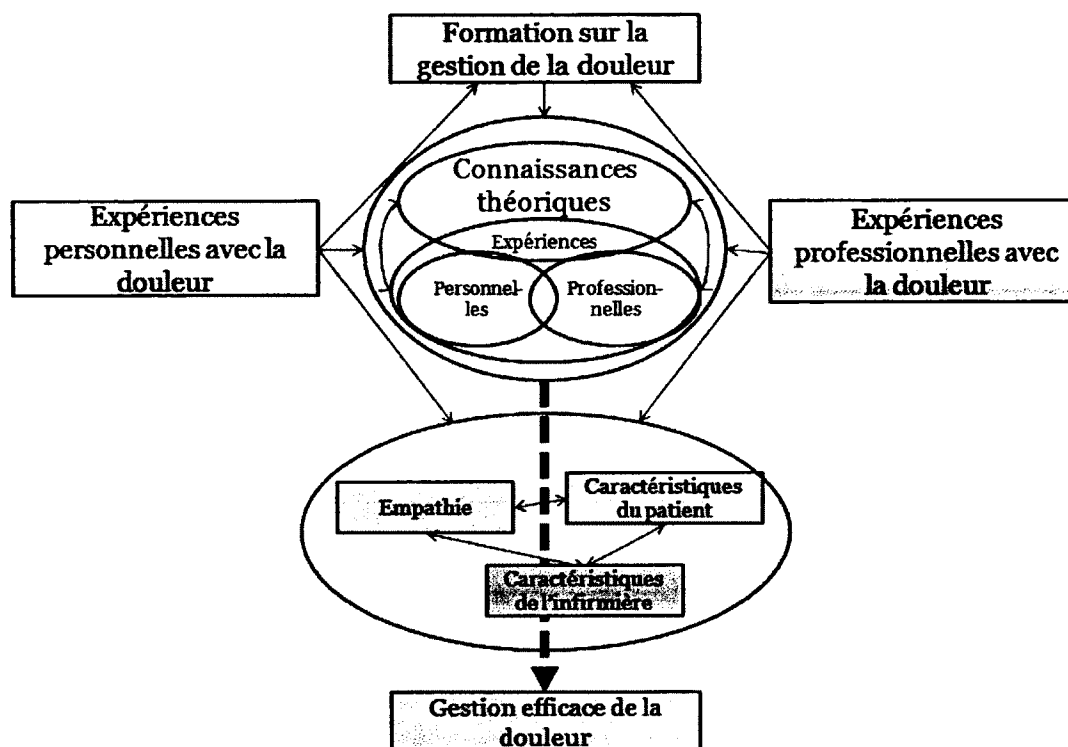 Formation sur la
gestion de la douleur
Connaissances
théoriques
Expériences
personnelles avec la
douleur
Expériences
professionnelles avec
la douleur
Expériences
Personnel-
les
Profession-
nelles
Empathie
Caractéristiques
du patient
Caractéristiques
de l'infirmière
Gestion efficace de la
douleur